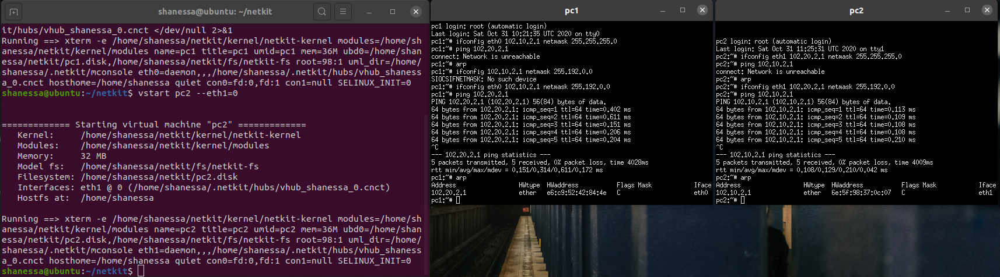 shanessa@ubuntu: ~/netkit
it/hubs/vhub_shanessa_0.cnct </dev/null 2>&1
Running ==> xterm -e /home/shanessa/netkit/kernel/netkit-kernel modules=/home/sh
anessa/netkit/kernel/modules name=pc1 title=pc1 umid=pc1 mem=36M ubd0=/home/shan
essa/netkit/pc1.disk,/home/shanessa/netkit/fs/netkit-fs root=98:1 uml_dir=/home/
shanessa/.netkit/mconsole eth0=daemon,,,/home/shanessa/.netkit/hubs/vhub_shaness
a_0.cnct hosthome=/home/shanessa quiet con0=fd:0,fd:1 con1=null SELINUX_INIT=0
shanessa@ubuntu:~/netkit$ vstart pc2 --eth1=0
============= Starting virtual machine "pc2" =============
Kernel:     /home/shanessa/netkit/kernel/netkit-kernel
Modules:    /home/shanessa/netkit/kernel/modules
Memory:     32 MB
Model fs:   /home/shanessa/netkit/fs/netkit-fs
Filesystem: /home/shanessa/netkit/pc2.disk
Interfaces: eth1 @ 0 (/home/shanessa/.netkit/hubs/vhub_shanessa_0.cnct)
Hostfs at:  /home/shanessa
Running ==> xterm -e /home/shanessa/netkit/kernel/netkit-kernel modules=/home/sh
anessa/netkit/kernel/modules name=pc2 title=pc2 umid=pc2 mem=36M ubd0=/home/shan
essa/netkit/pc2.disk,/home/shanessa/netkit/fs/netkit-fs root=98:1 uml_dir=/home/
shanessa/.netkit/mconsole eth1=daemon,,,/home/shanessa/.netkit/hubs/vhub_shaness
a_0.cnct hosthome=/home/shanessa quiet con0=fd:0,fd:1 con1=null SELINUX_INIT=0
shanessa@ubuntu:~/netkit$
pc1
pc1 login: root (automatic login)
Last login: Sat Oct 31 10:21:35 UTC 2020 on tty0
pc1:~# ifconfig eth0 102.10.2.1 netmask 255.255.255.0
pc1:~# ping 102.20.2.1
connect: Network is unreachable
pc1:~# arp
pc1:~# ifconfig 102.10.2.1 netmask 255.192.0.0
SIOCSIFNETMASK: No such device
pc1:~# ifconfig eth0 102.10.2.1 netmask 255.192.0.0
pc1:~# ping 102.20.2.1
PING 102.20.2.1 (102.20.2.1) 56(84) bytes of data.
64 bytes from 102.20.2.1: icmp_seq=1 ttl=64 time=0.402 ms
64 bytes from 102.20.2.1: icmp_seq=2 ttl=64 time=0.611 ms
64 bytes from 102.20.2.1: icmp_seq=3 ttl=64 time=0.151 ms
64 bytes from 102.20.2.1: icmp_seq=4 ttl=64 time=0.206 ms
64 bytes from 102.20.2.1: icmp_seq=5 ttl=64 time=0.204 ms
^C
--- 102.20.2.1 ping statistics ---
5 packets transmitted, 5 received, 0% packet loss, time 4028ms
rtt min/avg/max/mdev = 0.151/0.314/0.611/0.172 ms
pc1:~# arp
Address HWtype HWaddress Flags Mask Iface
102.20.2.1 ether e6:c9:52:42:84:4e C eth0
pc1:~#
pc2
pc2 login: root (automatic login)
Last login: Sat Oct 31 11:25:31 UTC 2020 on tty1
pc2:~# ifconfig eth1 102.20.2.1 netmask 255.255.255.0
pc2:~# ping 102.10.2.1
connect: Network is unreachable
pc2:~# arp
pc2:~# ifconfig eth1 102.20.2.1 netmask 255.192.0.0
pc2:~# ping 102.10.2.1
PING 102.10.2.1 (102.10.2.1) 56(84) bytes of data.
64 bytes from 102.10.2.1: icmp_seq=1 ttl=64 time=0.113 ms
64 bytes from 102.10.2.1: icmp_seq=2 ttl=64 time=0.109 ms
64 bytes from 102.10.2.1: icmp_seq=3 ttl=64 time=0.108 ms
64 bytes from 102.10.2.1: icmp_seq=4 ttl=64 time=0.108 ms
64 bytes from 102.10.2.1: icmp_seq=5 ttl=64 time=0.210 ms
^C
--- 102.10.2.1 ping statistics ---
5 packets transmitted, 5 received, 0% packet loss, time 4009ms
rtt min/avg/max/mdev = 0.108/0.129/0.210/0.042 ms
pc2:~# arp
Address HWtype HWaddress Flags Mask Iface
102.10.2.1 ether 6e:5f:98:37:0c:07 C eth1
pc2:~#